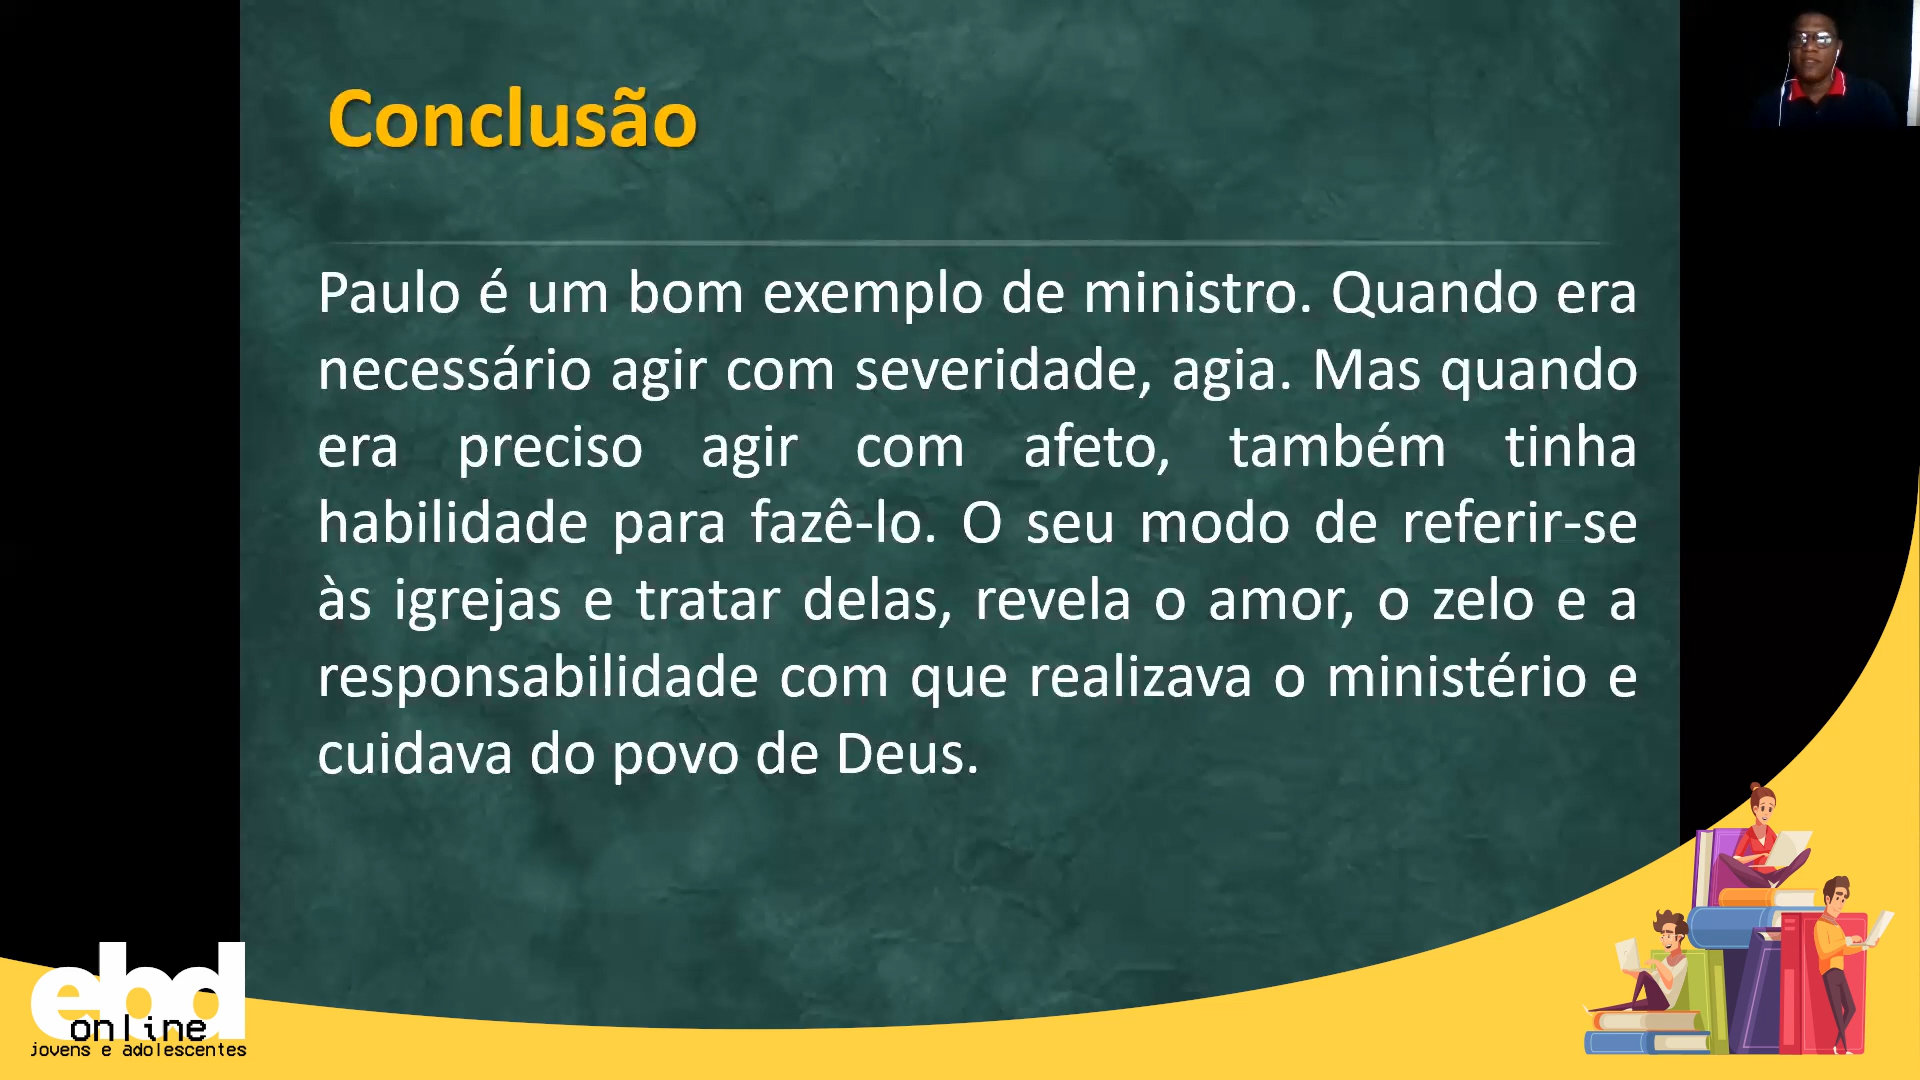 Conclusão
Paulo é um bom exemplo de ministro. Quando era
necessário agir com severidade, agia. Mas quando
era preciso agir com afeto, também tinha
habilidade para fazê-lo. O seu modo de referir-se
às igrejas e tratar delas, revela o amor, o zelo e a
responsabilidade com que realizava o ministério e
cuidava do povo de Deus.
ebd
online
jovens e adolescentes